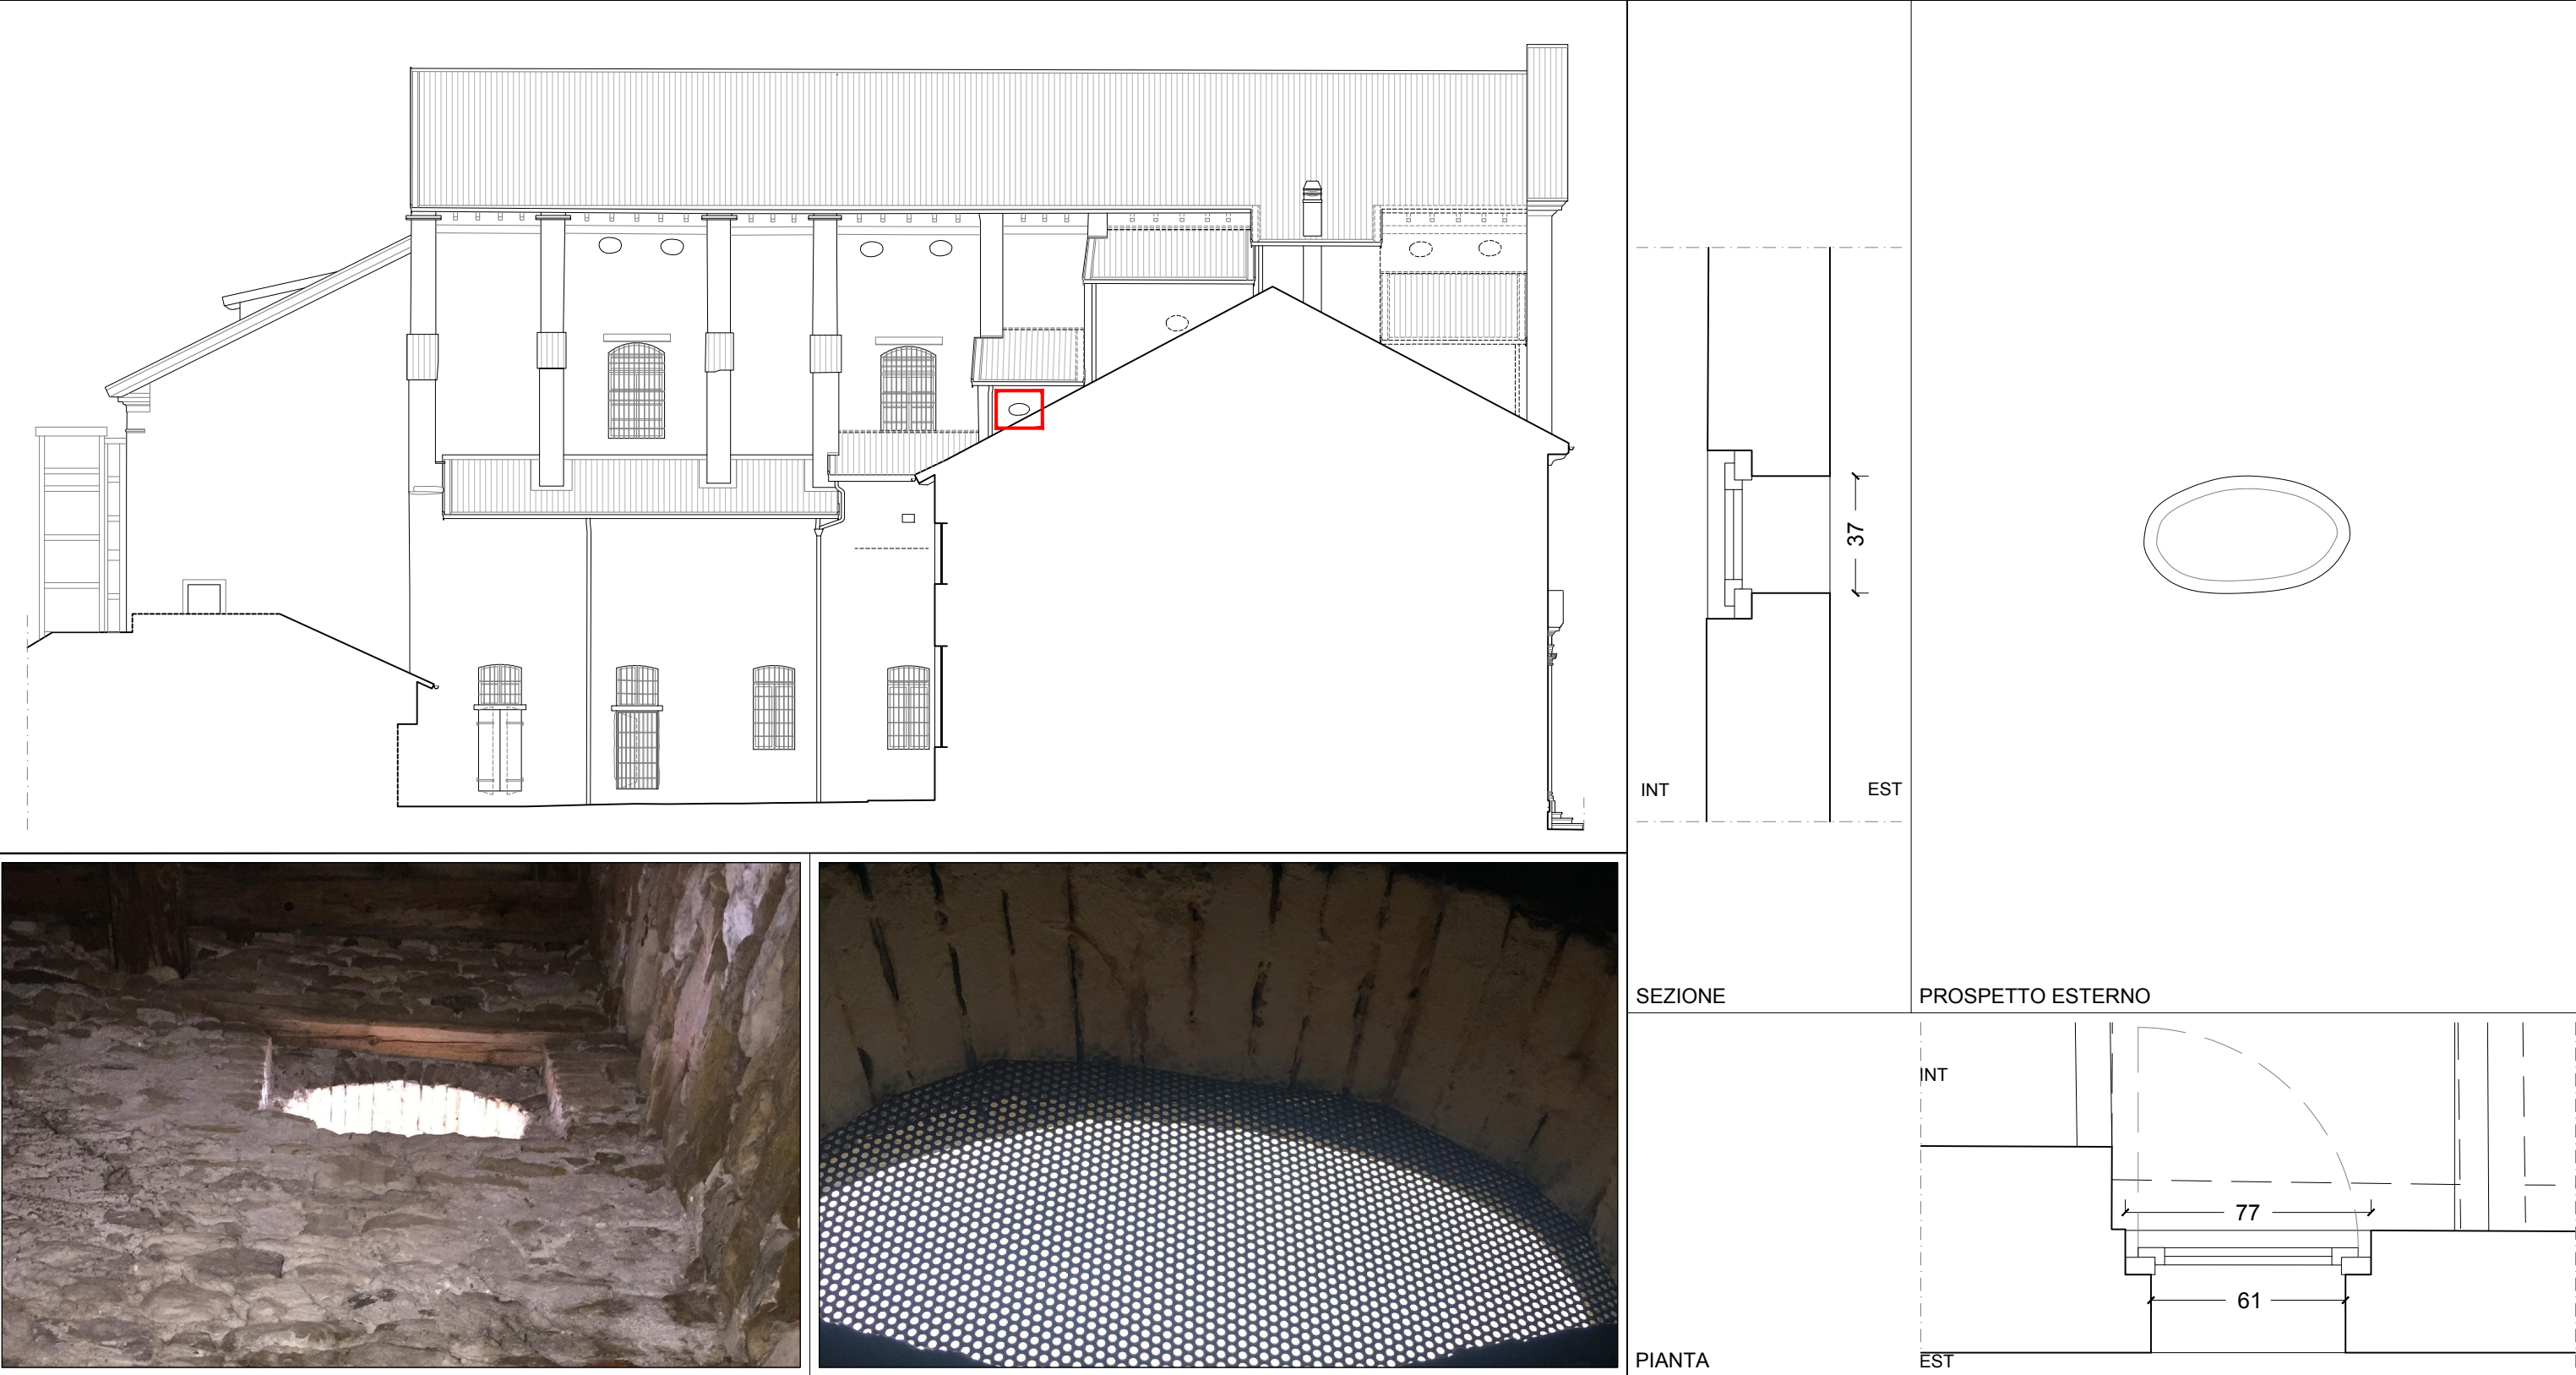 37
INT
EST
SEZIONE
PROSPETTO ESTERNO
INT
77
61
PIANTA
EST